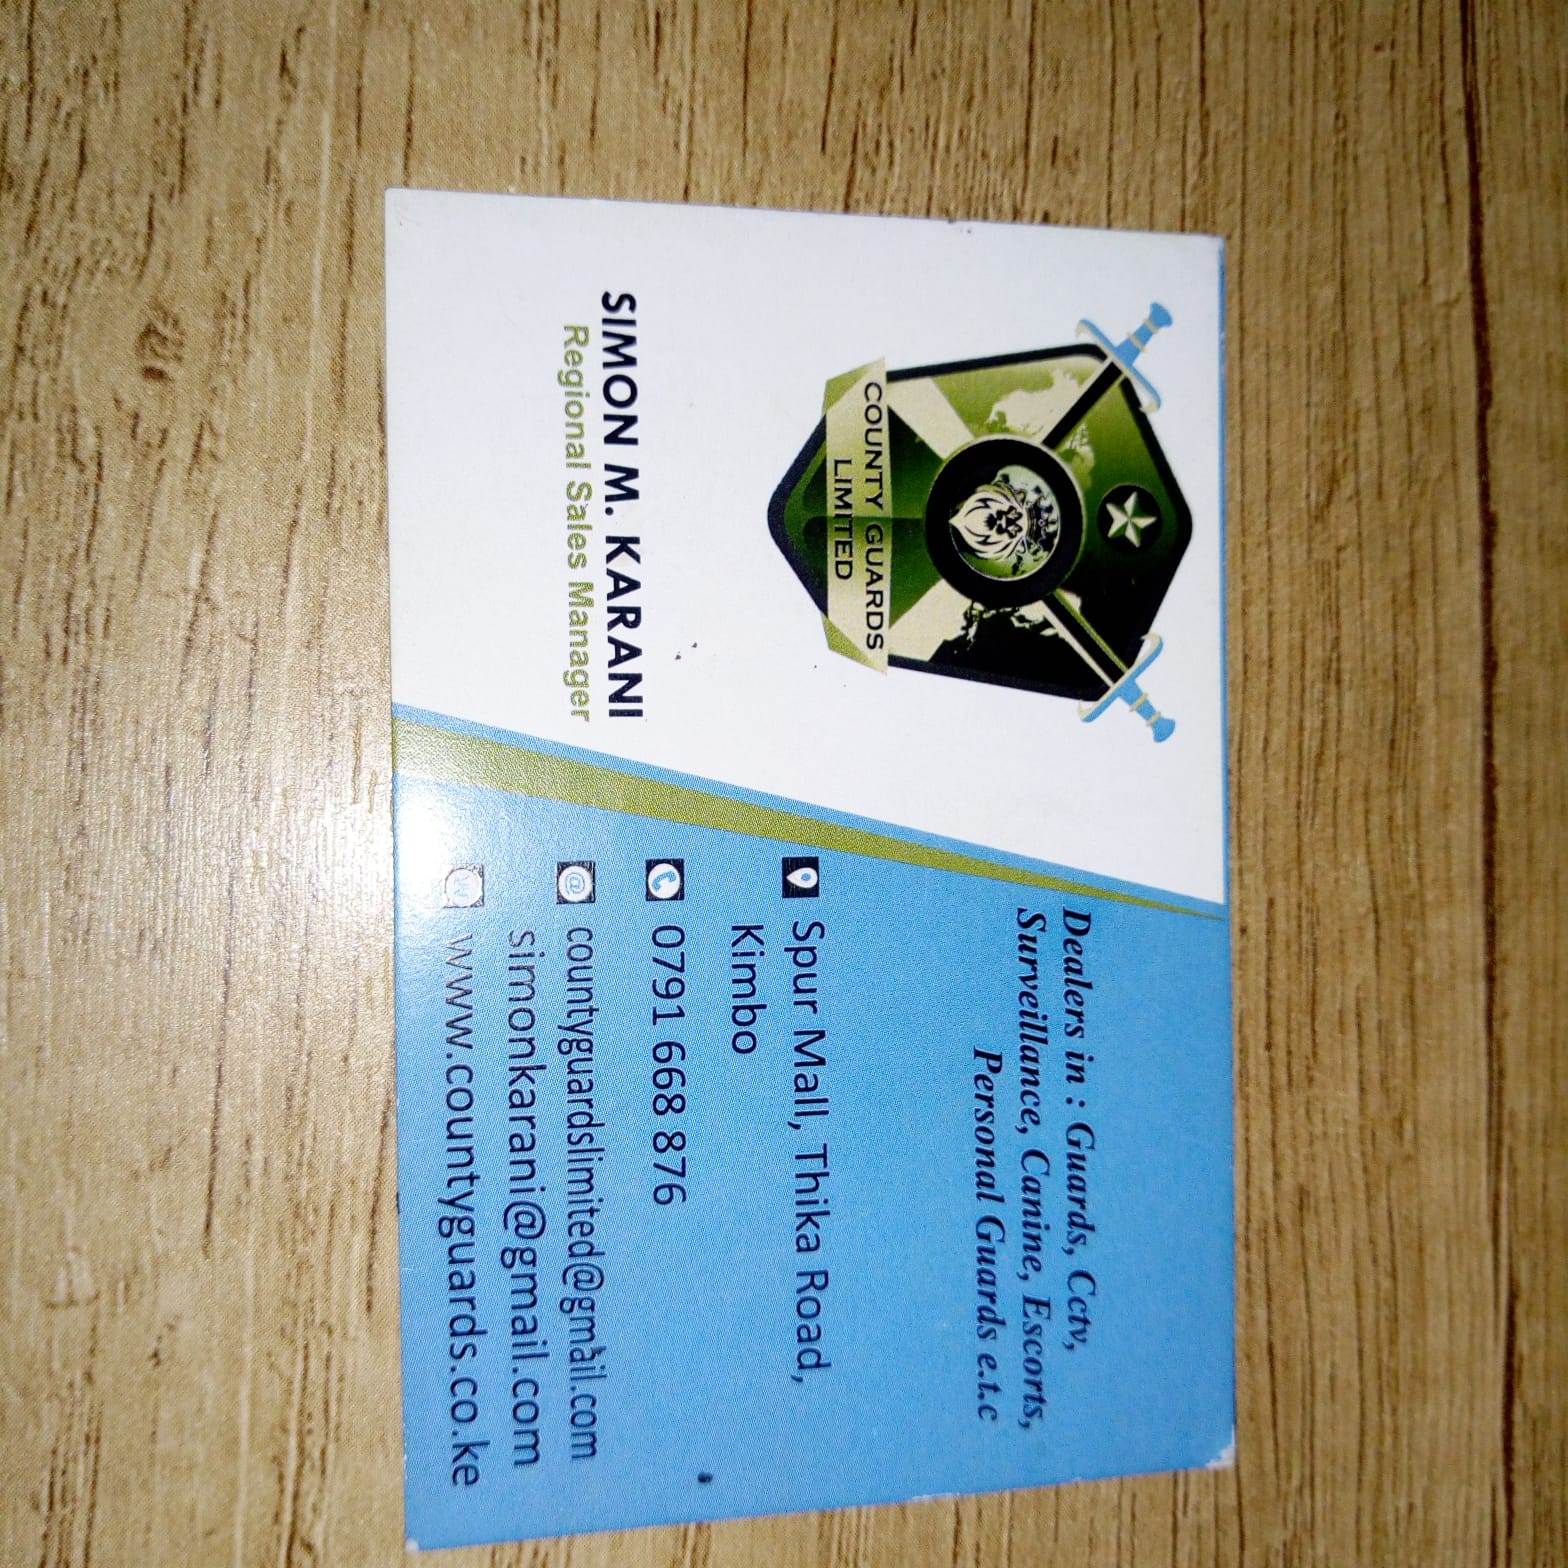 COUNTY GUARDS
LIMITED
SIMON M. KARANI
Regional Sales Manager
Dealers in : Guards, Cctv,
Surveillance, Canine, Escorts,
Personal Guards e.t.c
Spur Mall, Thika Road,
Kimbo
0791 668 876
countyguardslimited@gmail.com
simonkarani@gmail.com
www.countyguards.co.ke